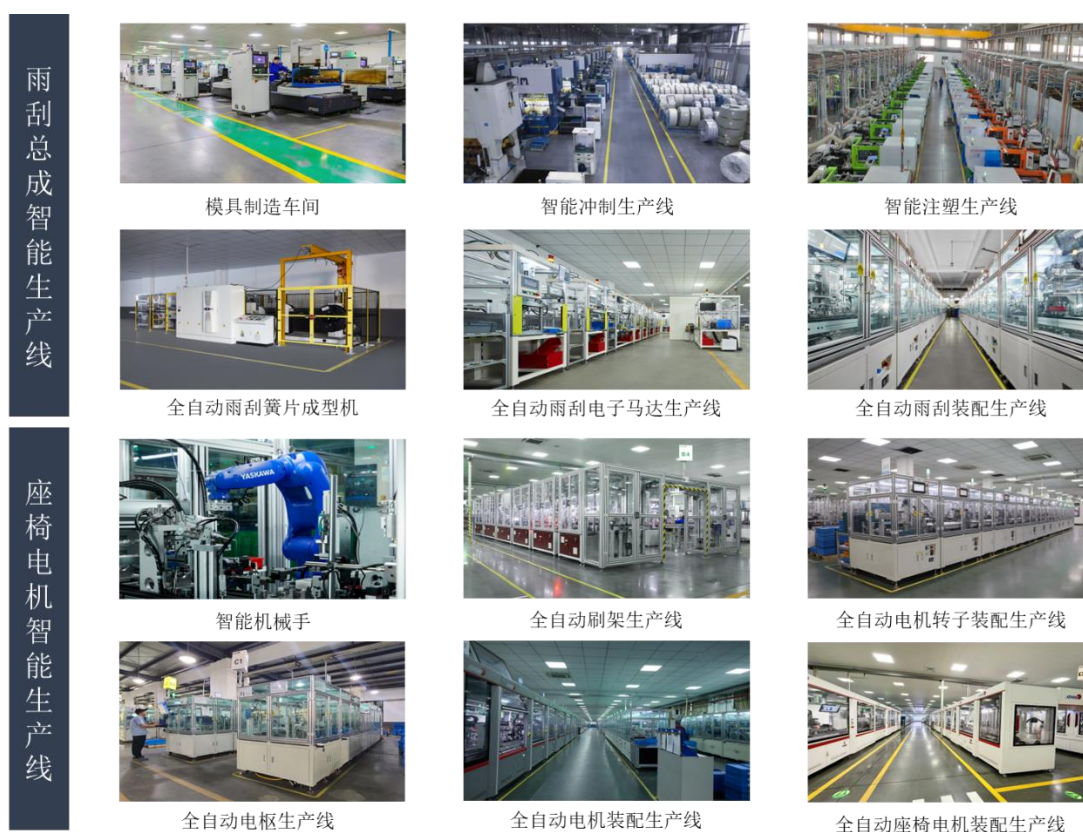 雨刮总成智能生产线
模具制造车间
智能冲制生产线
智能注塑生产线
全自动雨刮簧片成型机
全自动雨刮电子马达生产线
全自动雨刮装配生产线
座椅电机智能生产线
YASKAWA
智能机械手
全自动刷架生产线
全自动电机转子装配生产线
C1
全自动电枢生产线
全自动电机装配生产线
全自动座椅电机装配生产线